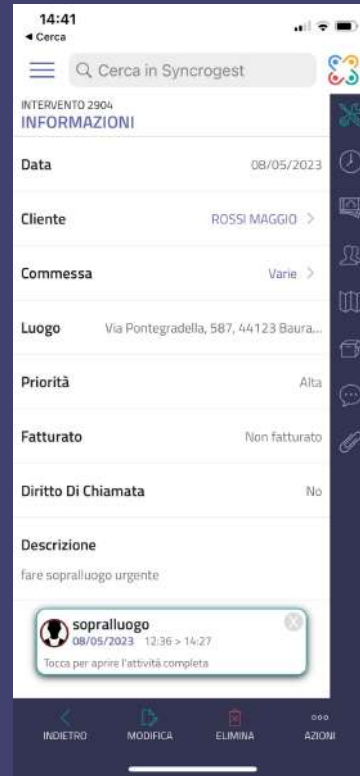 14:41
◀ Cerca
Cerca in Syncrogest
INTERVENTO 2904
INFORMAZIONI
Data 08/05/2023
Cliente ROSSI MAGGIO >
Commessa Varie >
Luogo Via Pontegradella, 587, 44123 Baura...
Priorità Alta
Fatturato Non fatturato
Diritto Di Chiamata No
Descrizione
fare sopralluogo urgente
sopralluogo
08/05/2023 12:36 > 14:27
Tocca per aprire l'attività completa
INDIETRO MODIFICA ELIMINA AZIONI